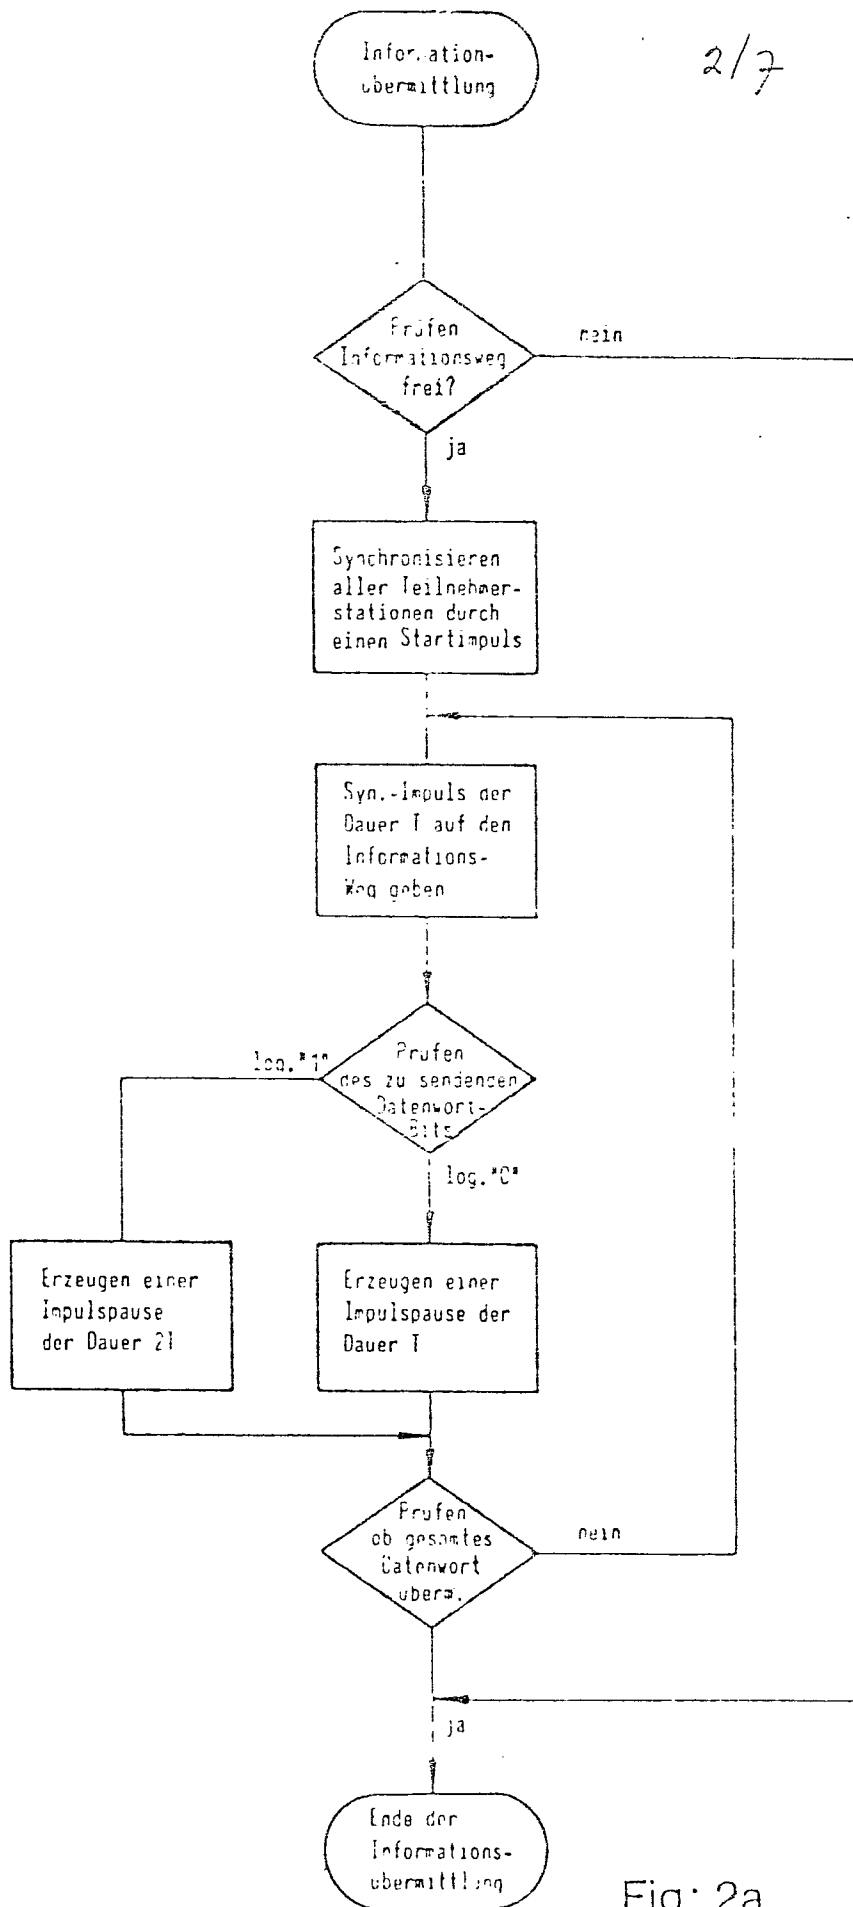 Information-
übermittlung
2/7
Prüfen
Informationsweg
frei?
nein
ja
Synchronisieren
aller Teilnehmer-
stationen durch
einen Startimpuls
Syn.-Impuls der
Dauer T auf den
Informations-
Weg geben
log."1"
Prüfen
des zu sendenden
Datenwort-
Bits
log."0"
Erzeugen einer
Impulspause
der Dauer 2T
Erzeugen einer
Impulspause der
Dauer T
Prüfen
ob gesamtes
Datenwort
überm.
nein
ja
Ende der
Informations-
übermittlung
Fig: 2a